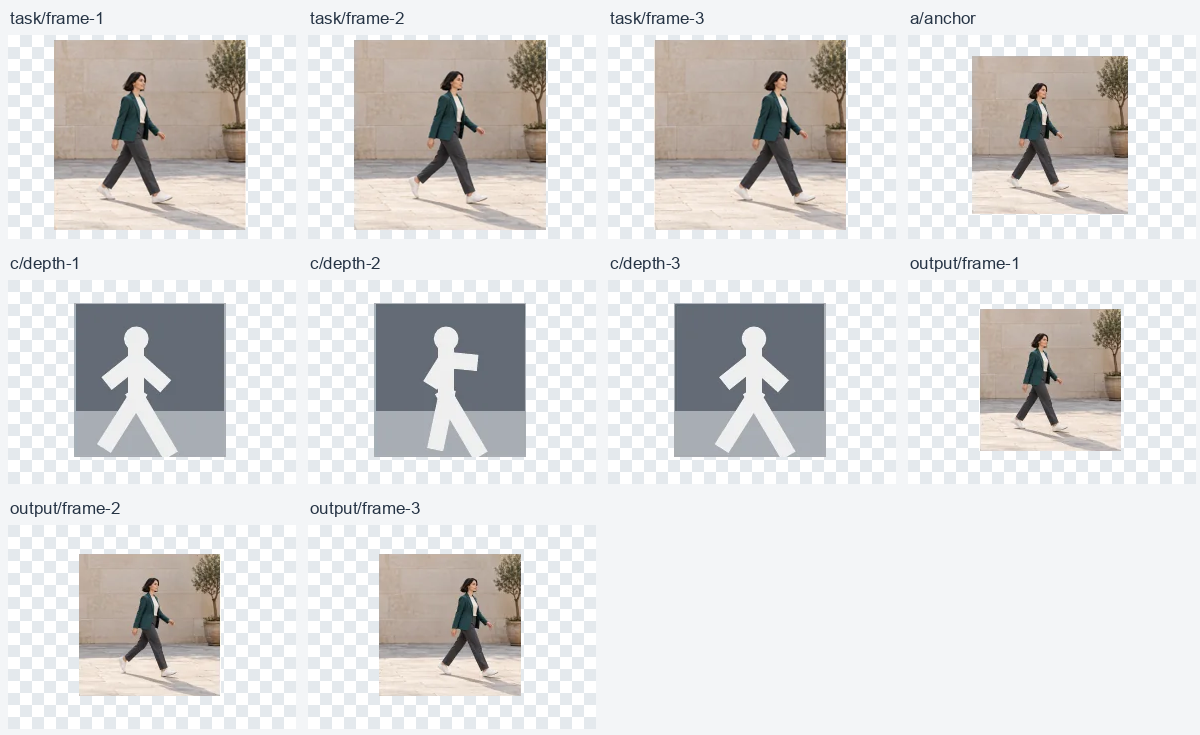 task/frame-1
task/frame-2
task/frame-3
a/anchor
c/depth-1
c/depth-2
c/depth-3
output/frame-1
output/frame-2
output/frame-3